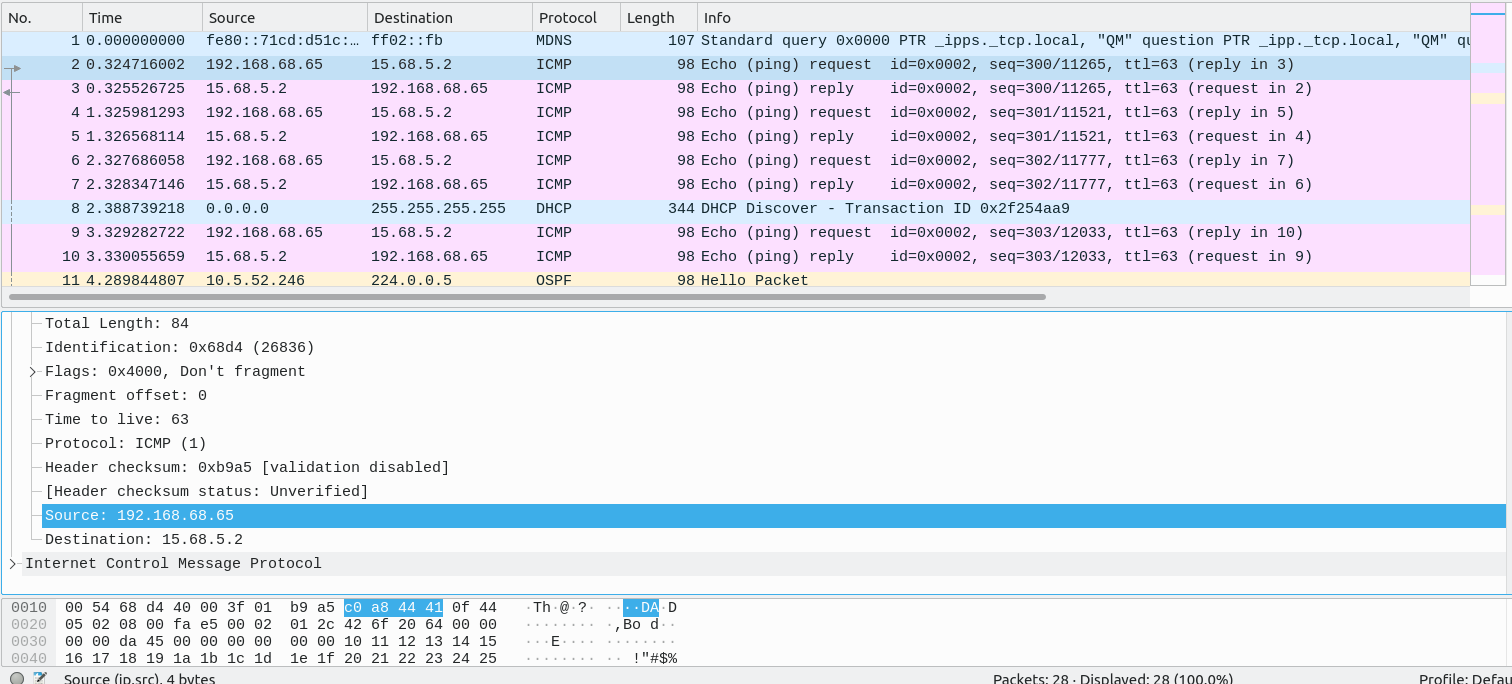 No. Time Source Destination Protocol Length Info
1 0.000000000 fe80::71cd:d51c:… ff02::fb MDNS 107 Standard query 0x0000 PTR _ipps._tcp.local, "QM" question PTR _ipp._tcp.local, "QM" qu
2 0.324716002 192.168.68.65 15.68.5.2 ICMP 98 Echo (ping) request id=0x0002, seq=300/11265, ttl=63 (reply in 3)
3 0.325526725 15.68.5.2 192.168.68.65 ICMP 98 Echo (ping) reply id=0x0002, seq=300/11265, ttl=63 (request in 2)
4 1.325981293 192.168.68.65 15.68.5.2 ICMP 98 Echo (ping) request id=0x0002, seq=301/11521, ttl=63 (reply in 5)
5 1.326568114 15.68.5.2 192.168.68.65 ICMP 98 Echo (ping) reply id=0x0002, seq=301/11521, ttl=63 (request in 4)
6 2.327686058 192.168.68.65 15.68.5.2 ICMP 98 Echo (ping) request id=0x0002, seq=302/11777, ttl=63 (reply in 7)
7 2.328347146 15.68.5.2 192.168.68.65 ICMP 98 Echo (ping) reply id=0x0002, seq=302/11777, ttl=63 (request in 6)
8 2.388739218 0.0.0.0 255.255.255.255 DHCP 344 DHCP Discover - Transaction ID 0x2f254aa9
9 3.329282722 192.168.68.65 15.68.5.2 ICMP 98 Echo (ping) request id=0x0002, seq=303/12033, ttl=63 (reply in 10)
10 3.330055659 15.68.5.2 192.168.68.65 ICMP 98 Echo (ping) reply id=0x0002, seq=303/12033, ttl=63 (request in 9)
11 4.289844807 10.5.52.246 224.0.0.5 OSPF 98 Hello Packet
Total Length: 84
Identification: 0x68d4 (26836)
Flags: 0x4000, Don't fragment
Fragment offset: 0
Time to live: 63
Protocol: ICMP (1)
Header checksum: 0xb9a5 [validation disabled]
[Header checksum status: Unverified]
Source: 192.168.68.65
Destination: 15.68.5.2
Internet Control Message Protocol
0010 00 54 68 d4 40 00 3f 01 b9 a5 c0 a8 44 41 0f 44 ·Th·@·?· ····DA·D
0020 05 02 08 00 fa e5 00 02 01 2c 42 6f 20 64 00 00 ········ ·,Bo d··
0030 00 00 da 45 00 00 00 00 00 00 10 11 12 13 14 15 ···E···· ········
0040 16 17 18 19 1a 1b 1c 1d 1e 1f 20 21 22 23 24 25 ········ ·· !"#$%
Source (ip.src), 4 bytes Packets: 28 · Displayed: 28 (100.0%) Profile: Defau